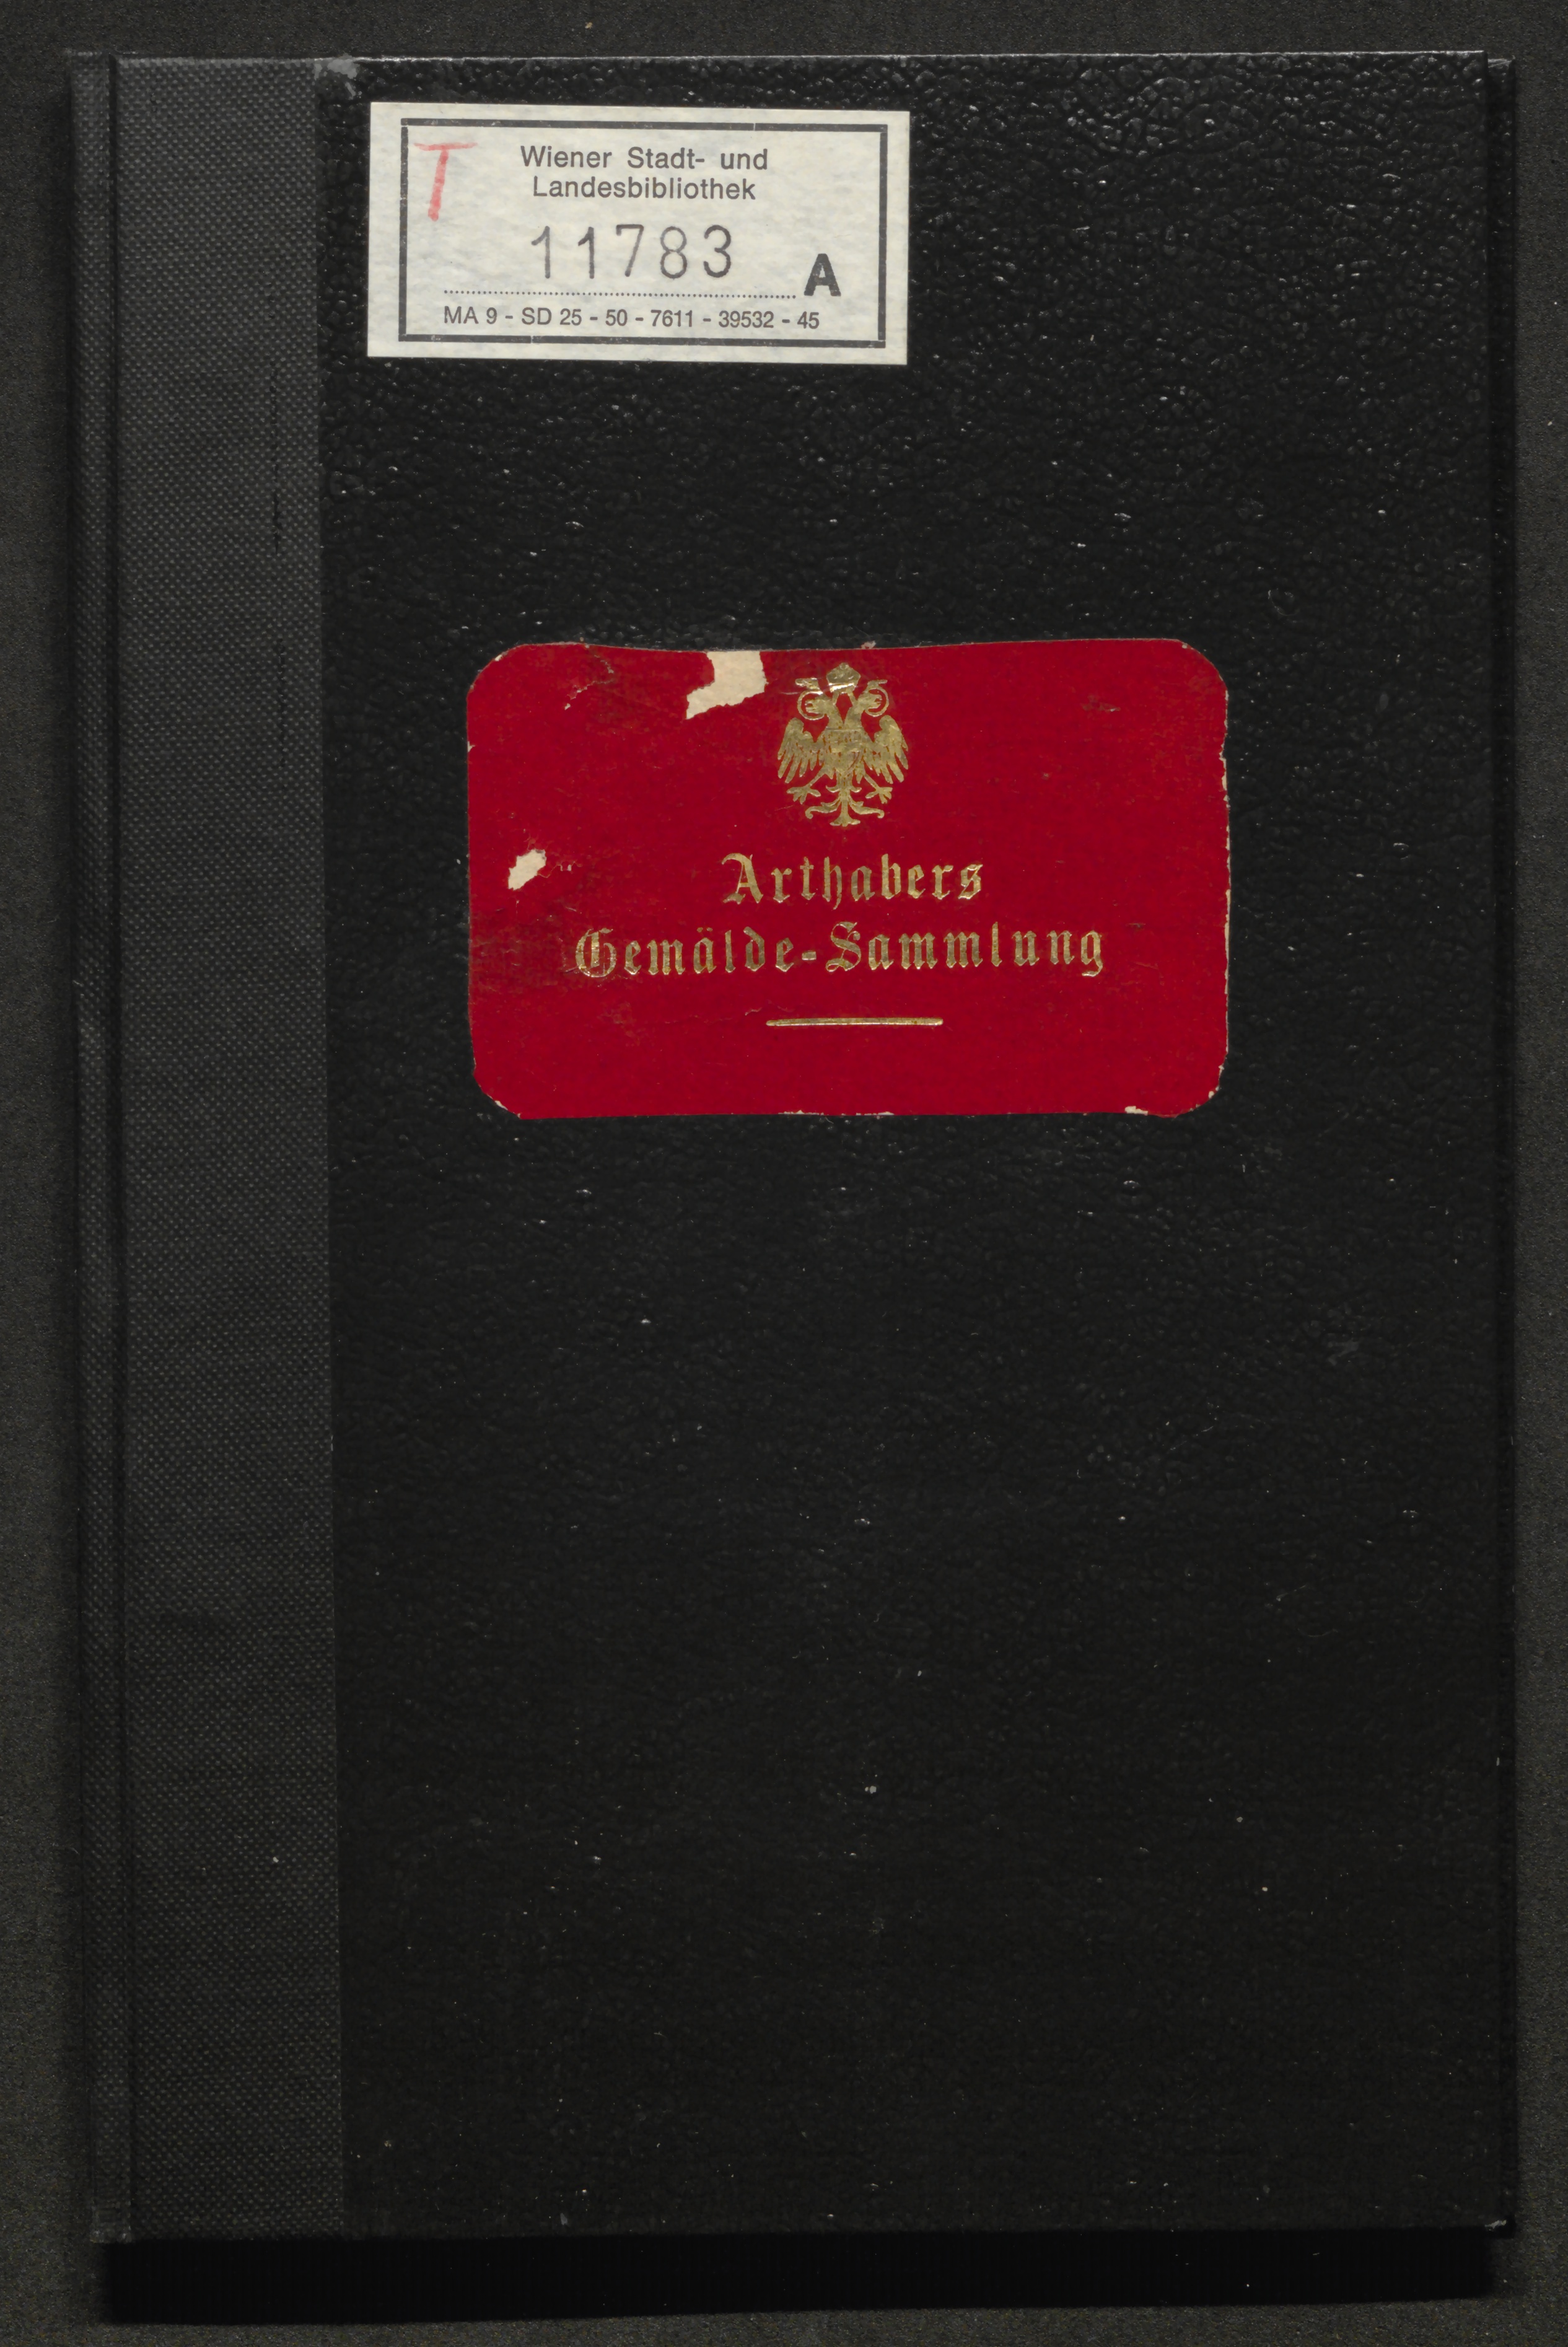 T
Wiener Stadt- und
Landesbibliothek
11783 A
MA 9 - SD 25 - 50 - 7611 - 39532 - 45
Arthabers
Gemälde-Sammlung